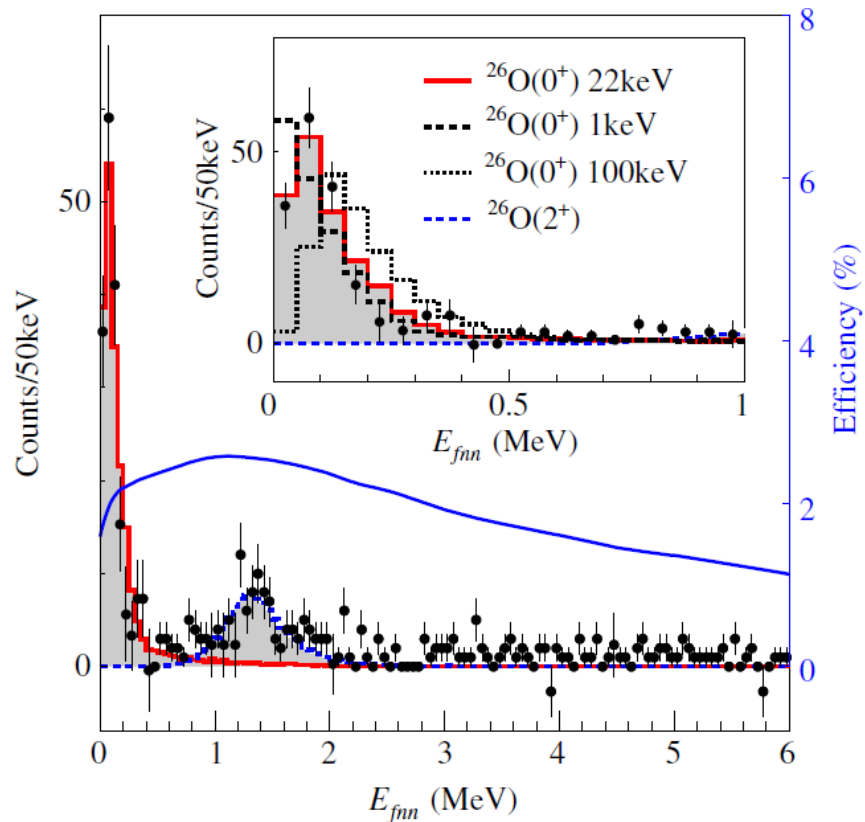 ²⁶O(0⁺) 22keV
²⁶O(0⁺) 1keV
²⁶O(0⁺) 100keV
²⁶O(2⁺)
Counts/50keV
50
0
0
0.5
1
E_fnn (MeV)
Counts/50keV
50
0
8
6
4
2
0
Efficiency (%)
0
1
2
3
4
5
6
E_fnn (MeV)